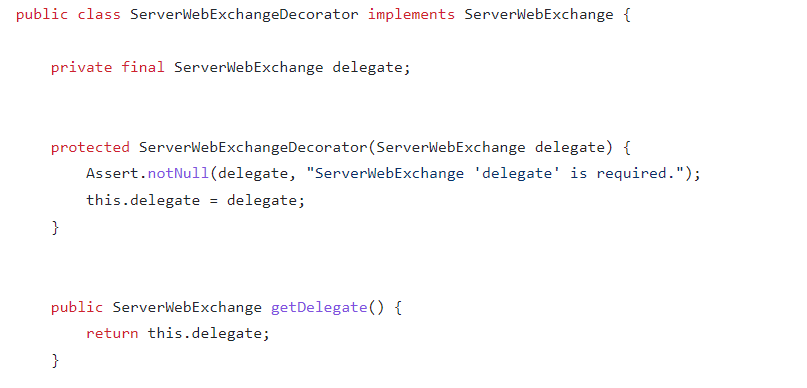 public class ServerWebExchangeDecorator implements ServerWebExchange {
private final ServerWebExchange delegate;
protected ServerWebExchangeDecorator(ServerWebExchange delegate) {
Assert.notNull(delegate, "ServerWebExchange 'delegate' is required.");
this.delegate = delegate;
}
public ServerWebExchange getDelegate() {
return this.delegate;
}